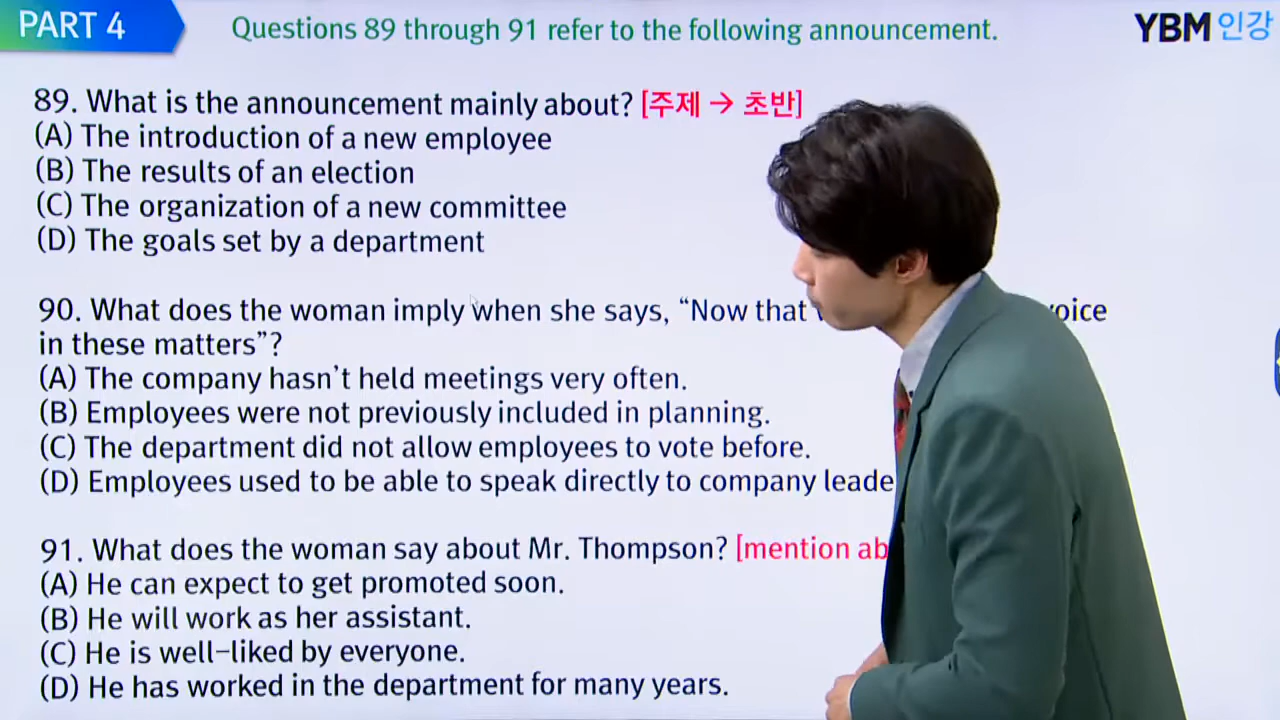 PART 4
Questions 89 through 91 refer to the following announcement.
YBM 인강
89. What is the announcement mainly about? [주제 → 초반]
(A) The introduction of a new employee
(B) The results of an election
(C) The organization of a new committee
(D) The goals set by a department
90. What does the woman imply when she says, “Now that
in these matters”?
(A) The company hasn't held meetings very often.
(B) Employees were not previously included in planning.
(C) The department did not allow employees to vote before.
(D) Employees used to be able to speak directly to company
91. What does the woman say about Mr. Thompson? [mention
(A) He can expect to get promoted soon.
(B) He will work as her assistant.
(C) He is well-liked by everyone.
(D) He has worked in the department for many years.